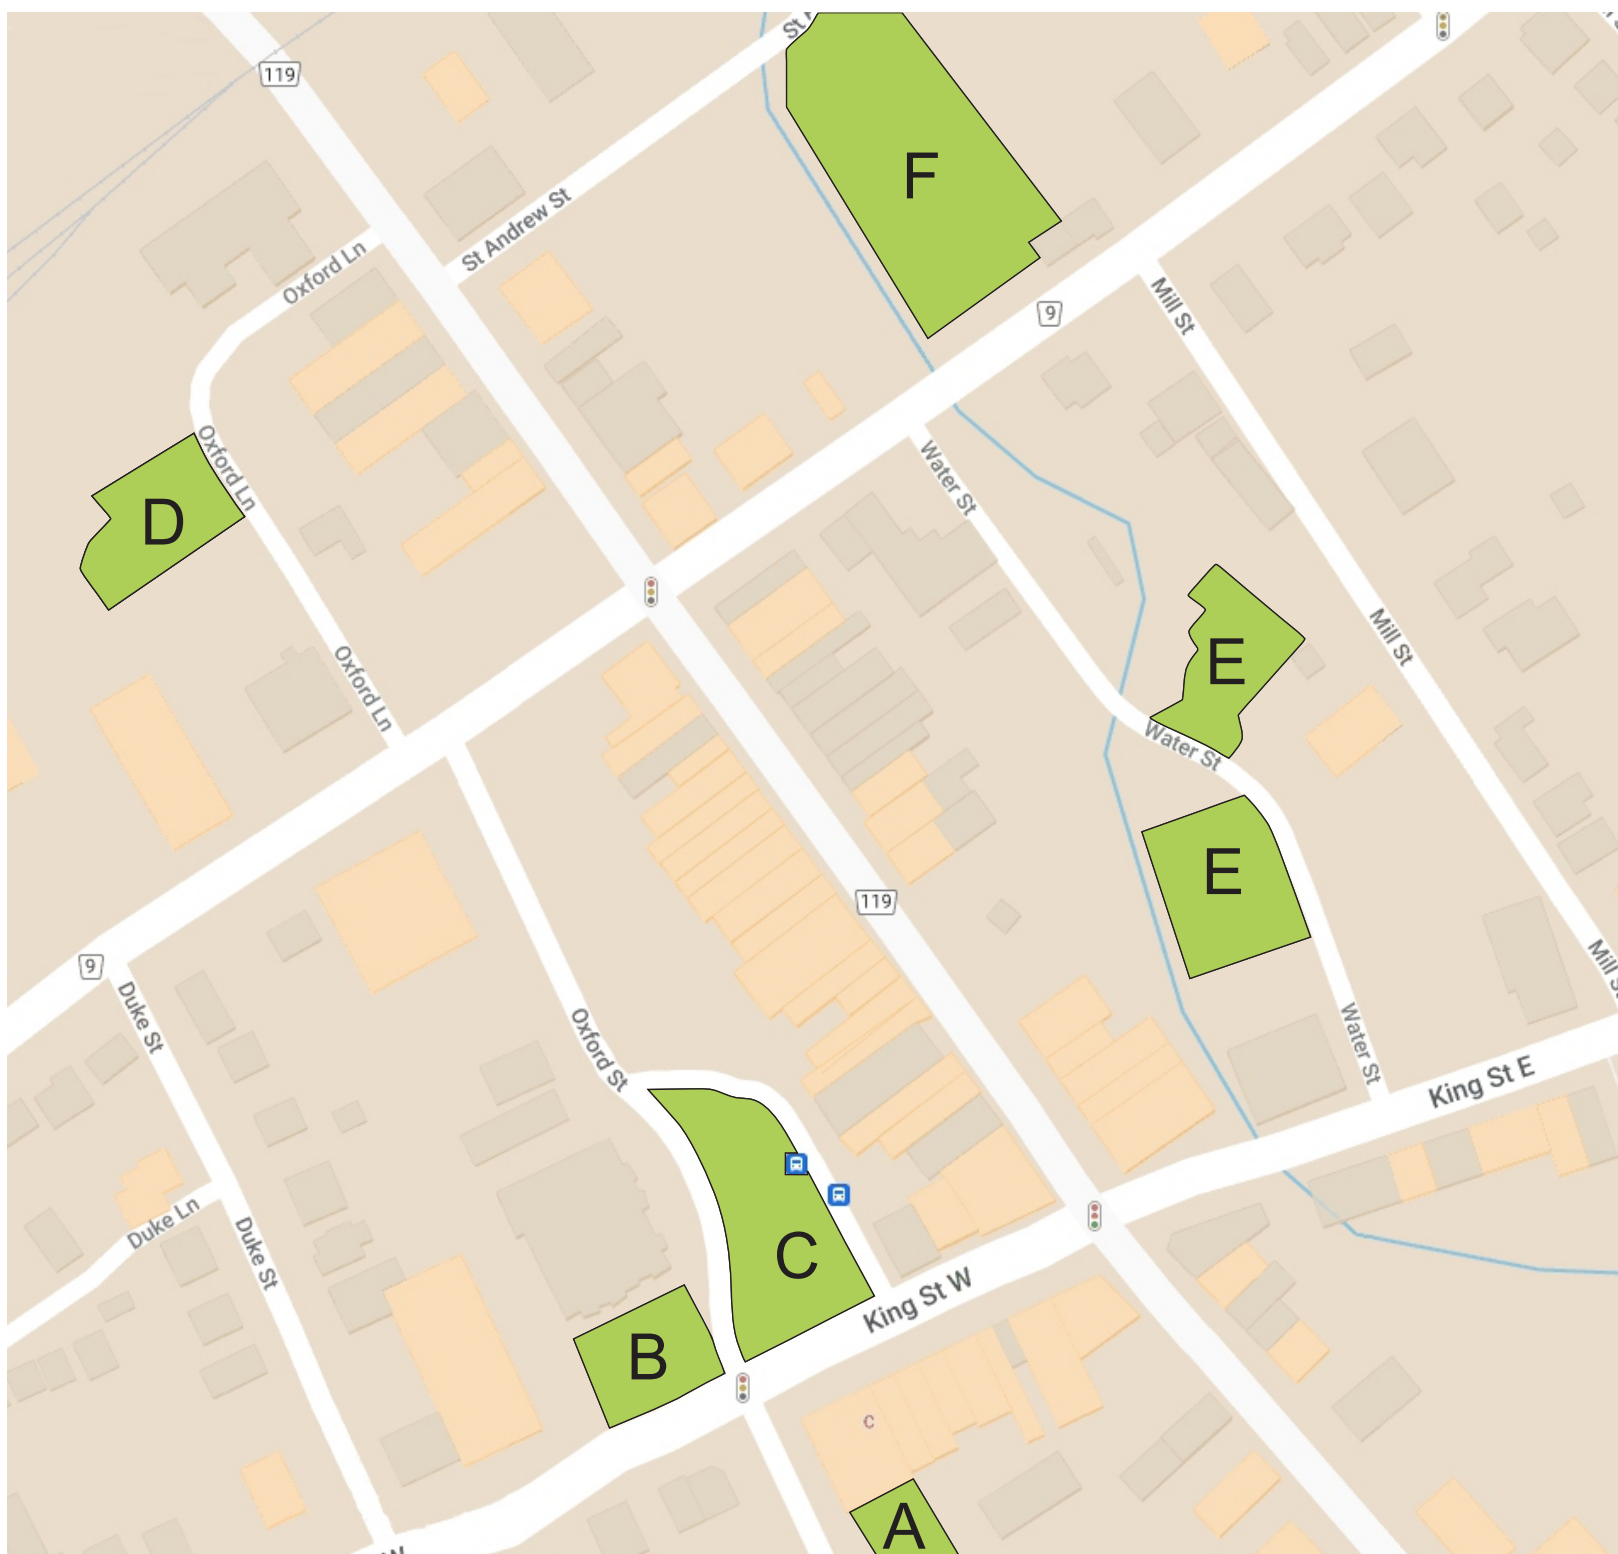 119
St Andrew St
F
Oxford Ln
9
Mill St
Oxford Ln
Water St
D
Mill St
E
Oxford Ln
Water St
E
119
9
Duke St
Mill
Oxford St
Water St
King St E
Duke Ln
Duke St
C
King St W
B
C
A